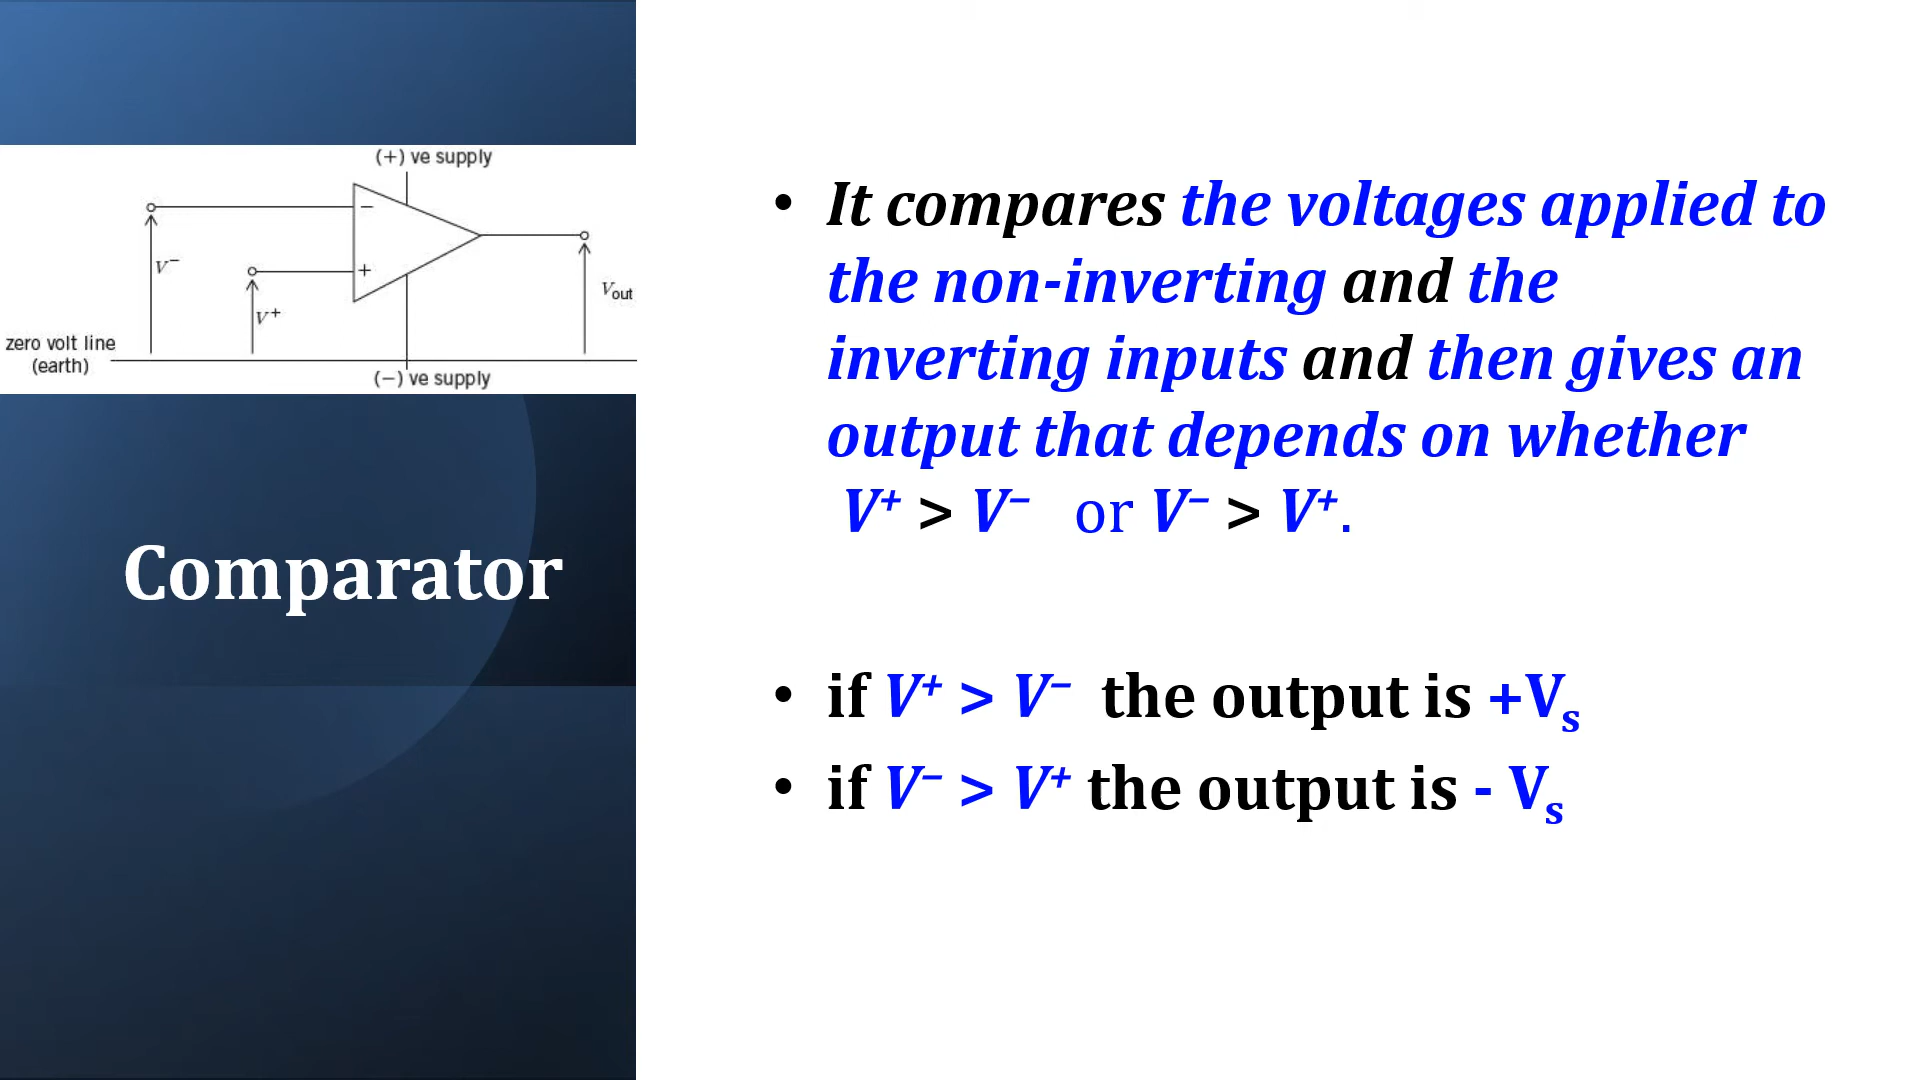 (+) ve supply
−
V⁻
+
V⁺
Vout
zero volt line
(earth)
(−) ve supply
Comparator
• It compares the voltages applied to
the non-inverting and the
inverting inputs and then gives an
output that depends on whether
V⁺ > V⁻ or V⁻ > V⁺.
• if V⁺ > V⁻ the output is +Vₛ
• if V⁻ > V⁺ the output is - Vₛ